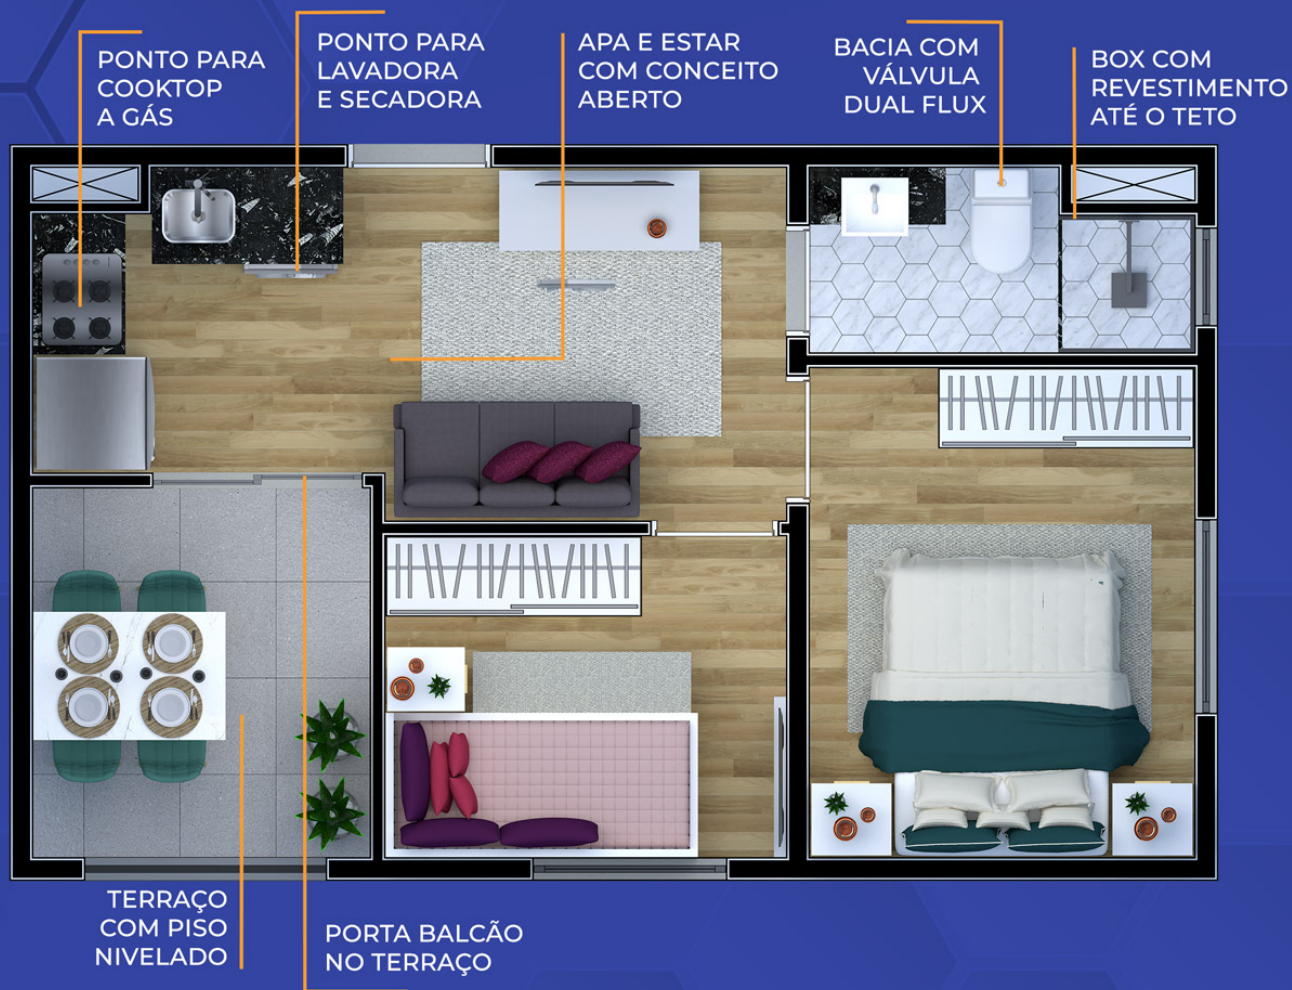 PONTO PARA
COOKTOP
A GÁS
PONTO PARA
LAVADORA
E SECADORA
APA E ESTAR
COM CONCEITO
ABERTO
BACIA COM
VÁLVULA
DUAL FLUX
BOX COM
REVESTIMENTO
ATÉ O TETO
TERRAÇO
COM PISO
NIVELADO
PORTA BALCÃO
NO TERRAÇO